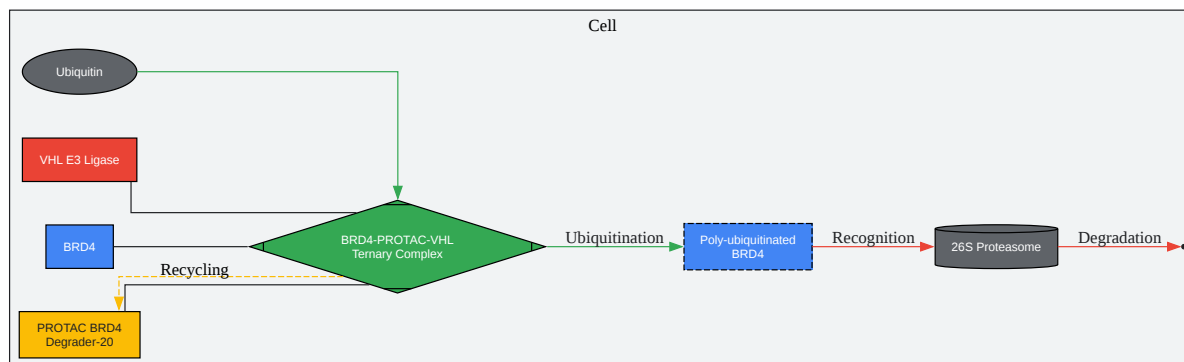 Cell
Ubiquitin
VHL E3 Ligase
BRD4
BRD4-PROTAC-VHL
Ternary Complex
Ubiquitination
Poly-ubiquitinated
BRD4
Recognition
26S Proteasome
Degradation
Recycling
PROTAC BRD4
Degrader-20